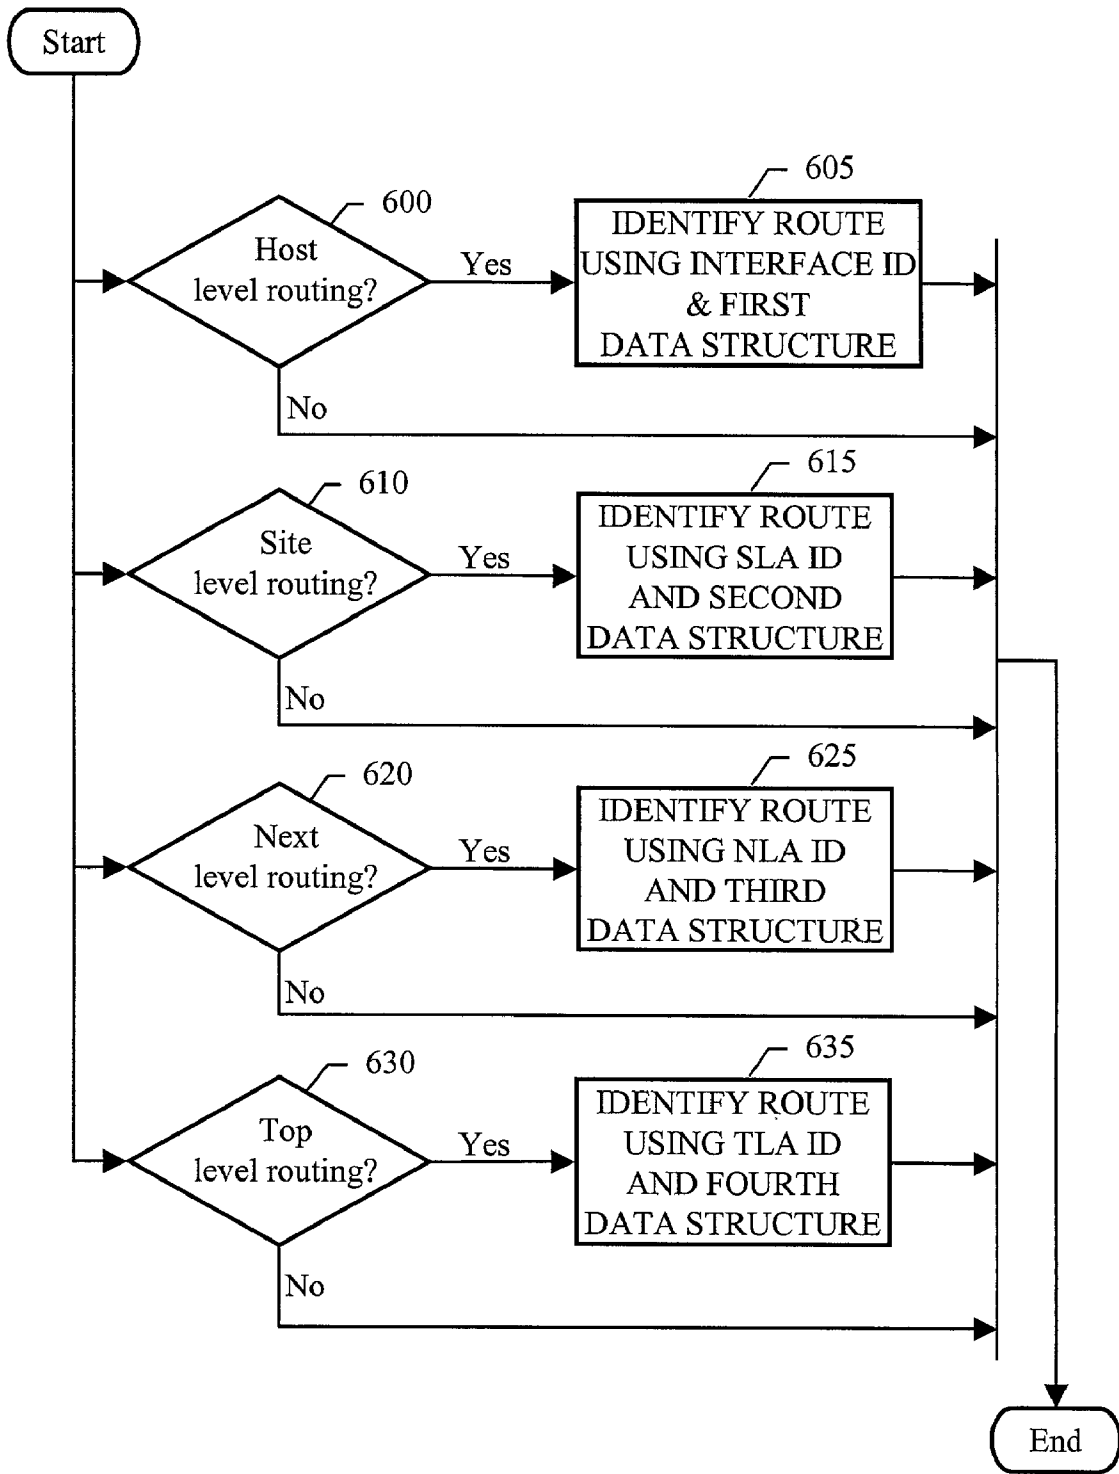 Start
600
Host
level routing?
Yes
No
605
IDENTIFY ROUTE
USING INTERFACE ID
& FIRST
DATA STRUCTURE
610
Site
level routing?
Yes
No
615
IDENTIFY ROUTE
USING SLA ID
AND SECOND
DATA STRUCTURE
620
Next
level routing?
Yes
No
625
IDENTIFY ROUTE
USING NLA ID
AND THIRD
DATA STRUCTURE
630
Top
level routing?
Yes
No
635
IDENTIFY ROUTE
USING TLA ID
AND FOURTH
DATA STRUCTURE
End